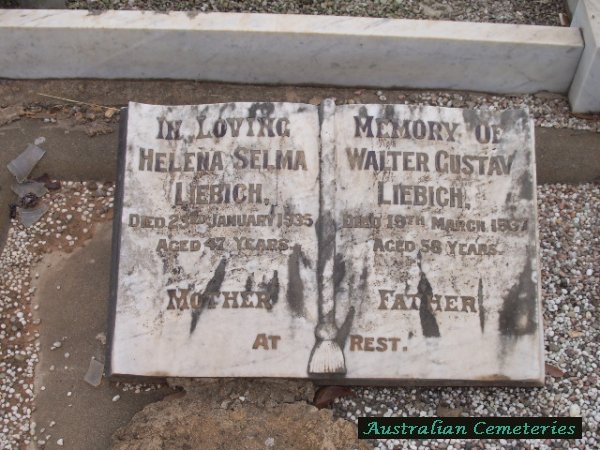 IN LOVING MEMORY OF
HELENA SELMA
LIEBICH.
DIED JANUARY 1935
AGED 47 YEARS.
MOTHER
WALTER GUSTAV
LIEBICH.
DIED 19TH MARCH 1937
AGED 58 YEARS.
FATHER
AT REST.
Australian Cemeteries